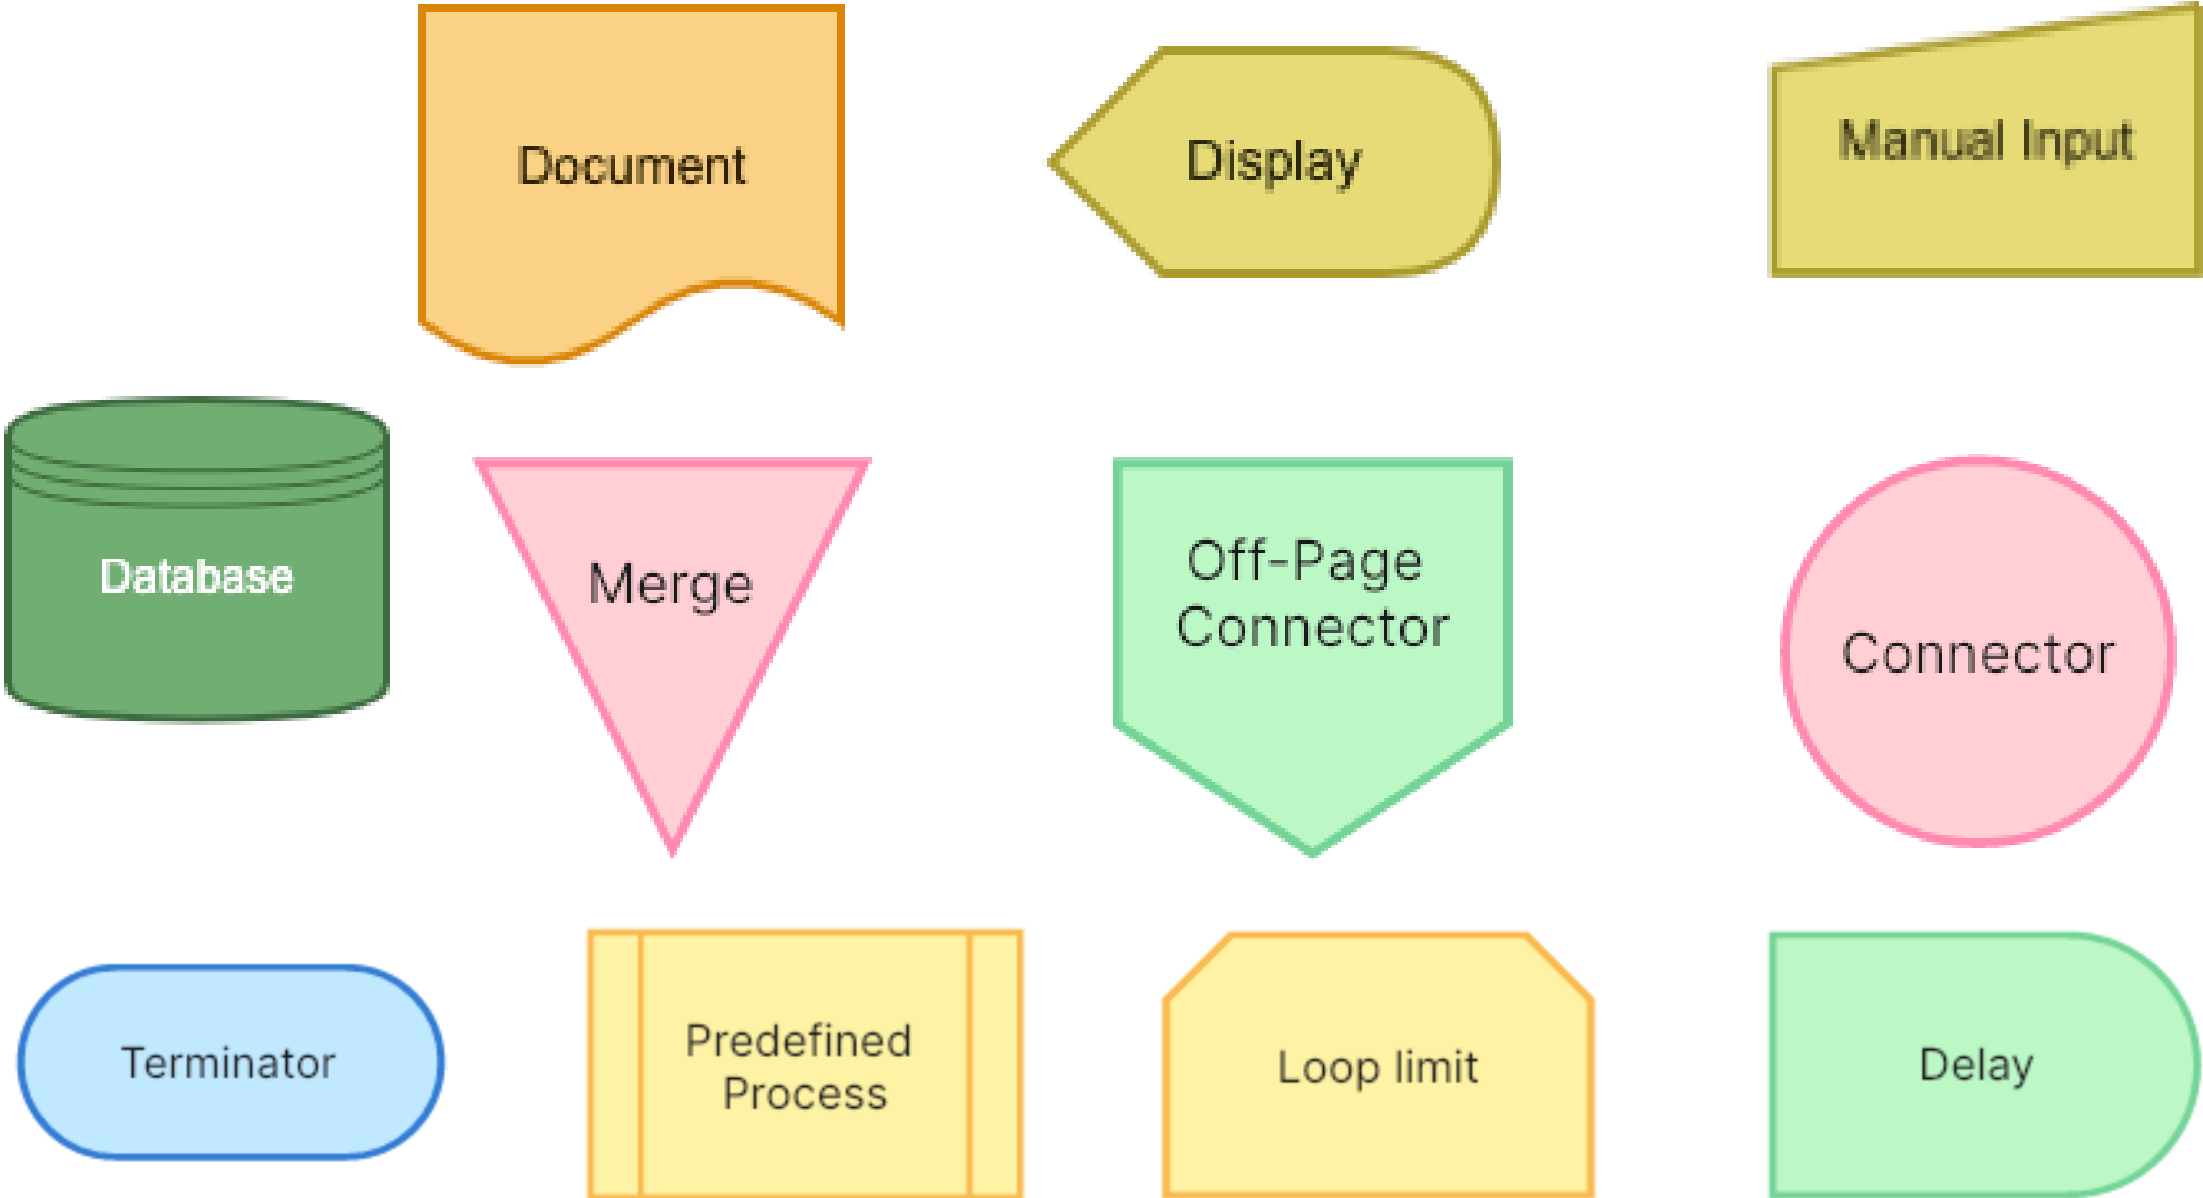 Document
Display
Manual Input
Database
Merge
Off-Page
Connector
Connector
Terminator
Predefined
Process
Loop limit
Delay